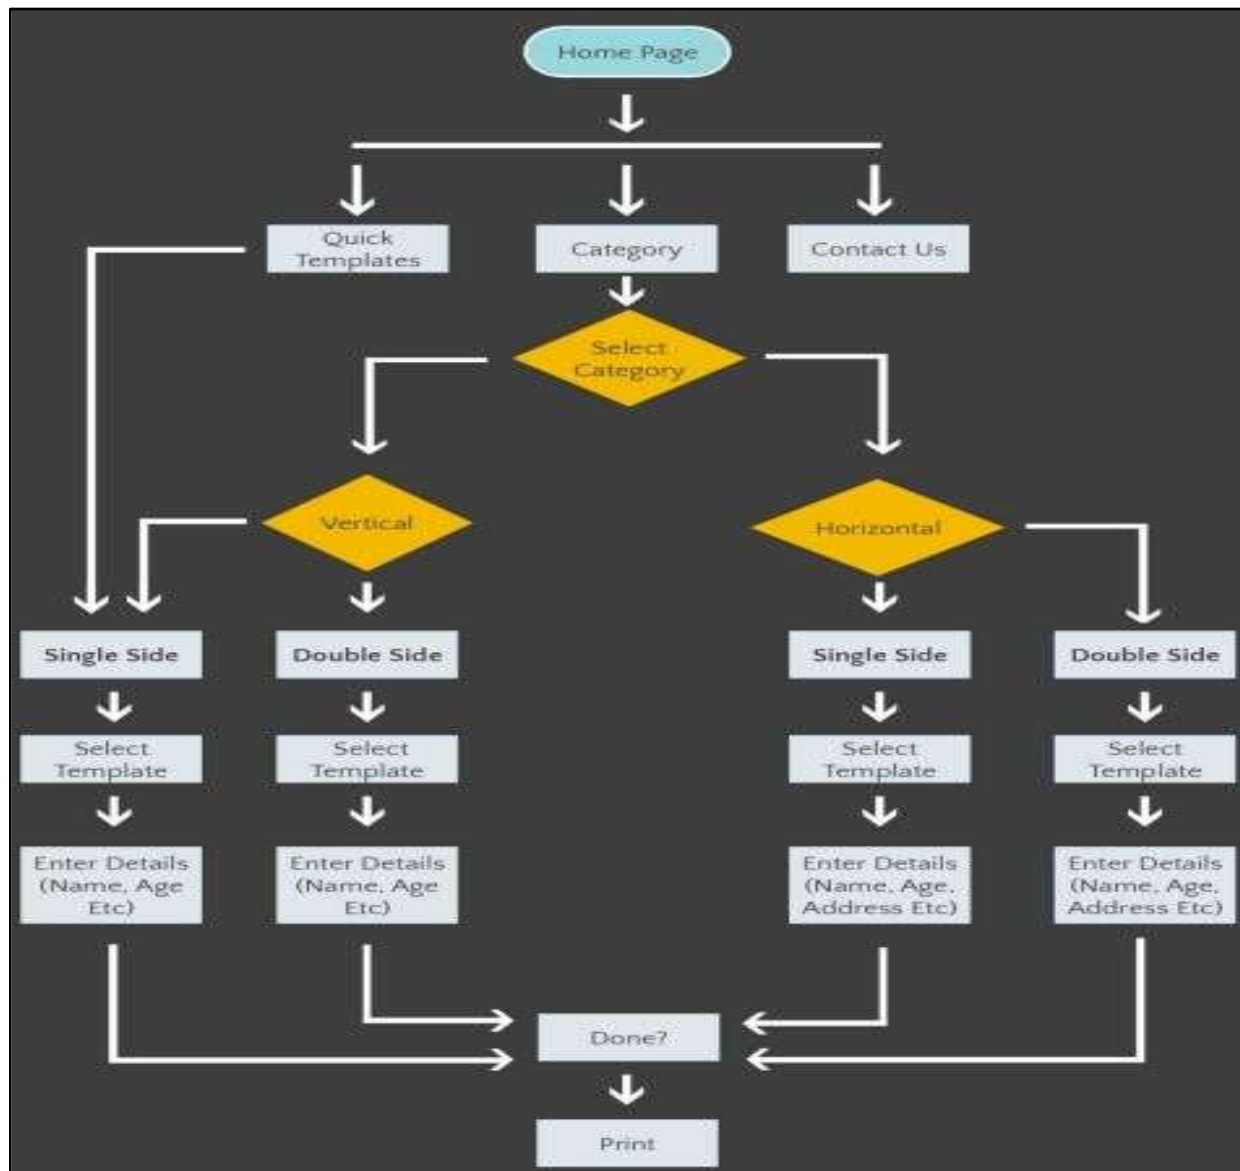 Home Page
Quick
Templates
Category
Contact Us
Select
Category
Vertical
Horizontal
Single Side
Double Side
Single Side
Double Side
Select
Template
Select
Template
Select
Template
Select
Template
Enter Details
(Name, Age
Etc)
Enter Details
(Name, Age
Etc)
Enter Details
(Name, Age,
Address Etc)
Enter Details
(Name, Age,
Address Etc)
Done?
Print